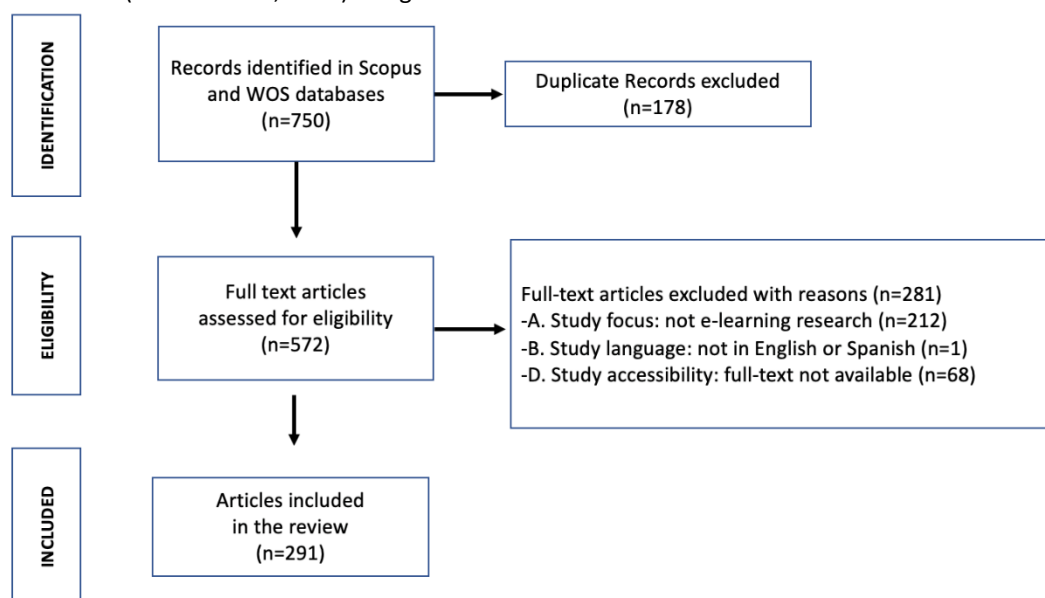 IDENTIFICATION
Records identified in Scopus
and WOS databases
(n=750)
Duplicate Records excluded
(n=178)
ELIGIBILITY
Full text articles
assessed for eligibility
(n=572)
Full-text articles excluded with reasons (n=281)
-A. Study focus: not e-learning research (n=212)
-B. Study language: not in English or Spanish (n=1)
-D. Study accessibility: full-text not available (n=68)
INCLUDED
Articles included
in the review
(n=291)